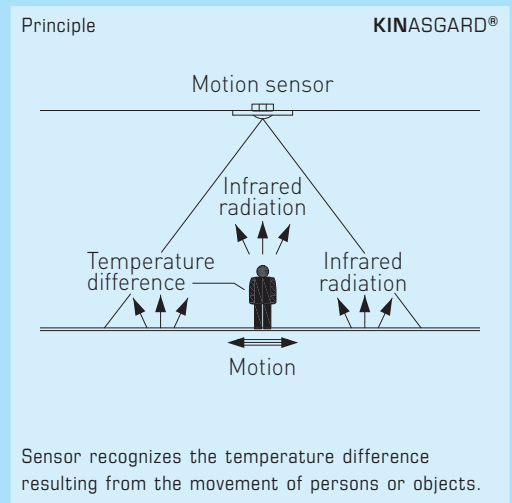 Principle KINASGARD®
Motion sensor
Infrared
radiation
Temperature
difference
Infrared
radiation
Motion
Sensor recognizes the temperature difference
resulting from the movement of persons or objects.